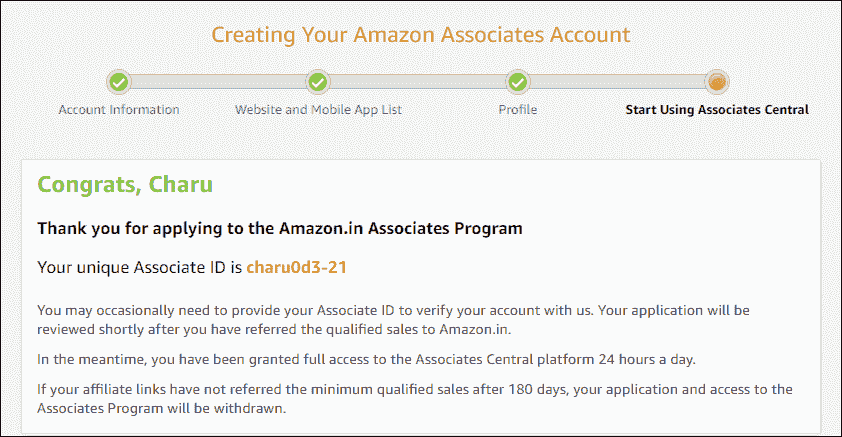 Creating Your Amazon Associates Account
Account Information
Website and Mobile App List
Profile
Start Using Associates Central
Congrats, Charu
Thank you for applying to the Amazon.in Associates Program
Your unique Associate ID is charu0d3-21
You may occasionally need to provide your Associate ID to verify your account with us. Your application will be
reviewed shortly after you have referred the qualified sales to Amazon.in.
In the meantime, you have been granted full access to the Associates Central platform 24 hours a day.
If your affiliate links have not referred the minimum qualified sales after 180 days, your application and access to the
Associates Program will be withdrawn.